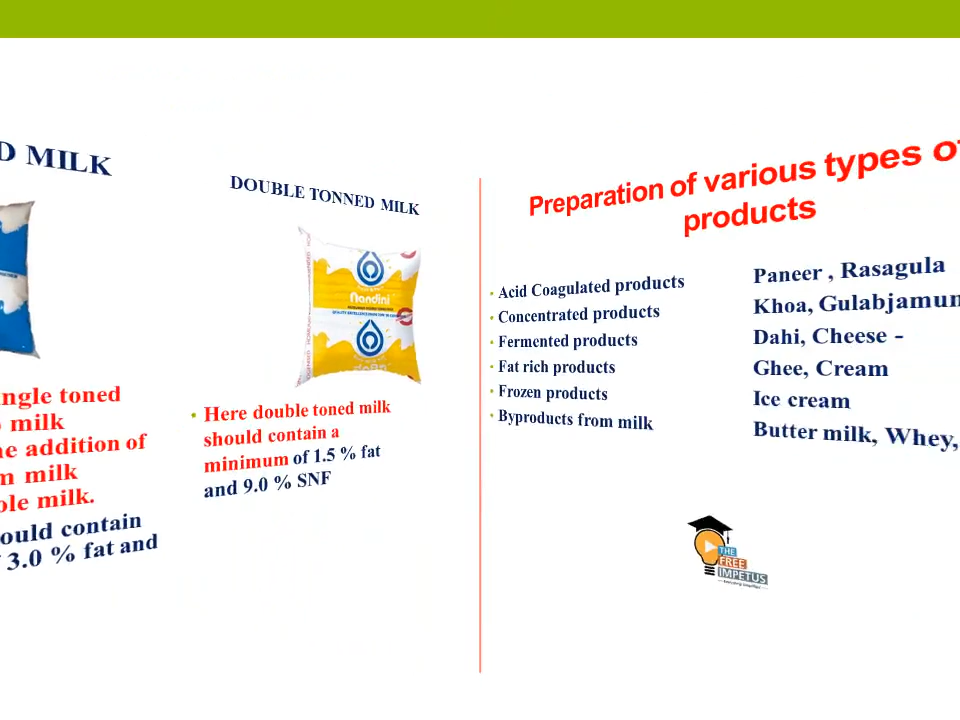 D MILK
ngle toned
milk
he addition of
m milk
ole milk.
ould contain
3.0 % fat and
DOUBLE TONNED MILK
Nandini
• Here double toned milk
should contain a
minimum of 1.5 % fat
and 9.0 % SNF
Preparation of various types of
products
• Acid Coagulated products
• Concentrated products
• Fermented products
• Fat rich products
• Frozen products
• Byproducts from milk
Paneer , Rasagula
Khoa, Gulabjamun
Dahi, Cheese -
Ghee, Cream
Ice cream
Butter milk, Whey,
THE
FREE
IMPETUS